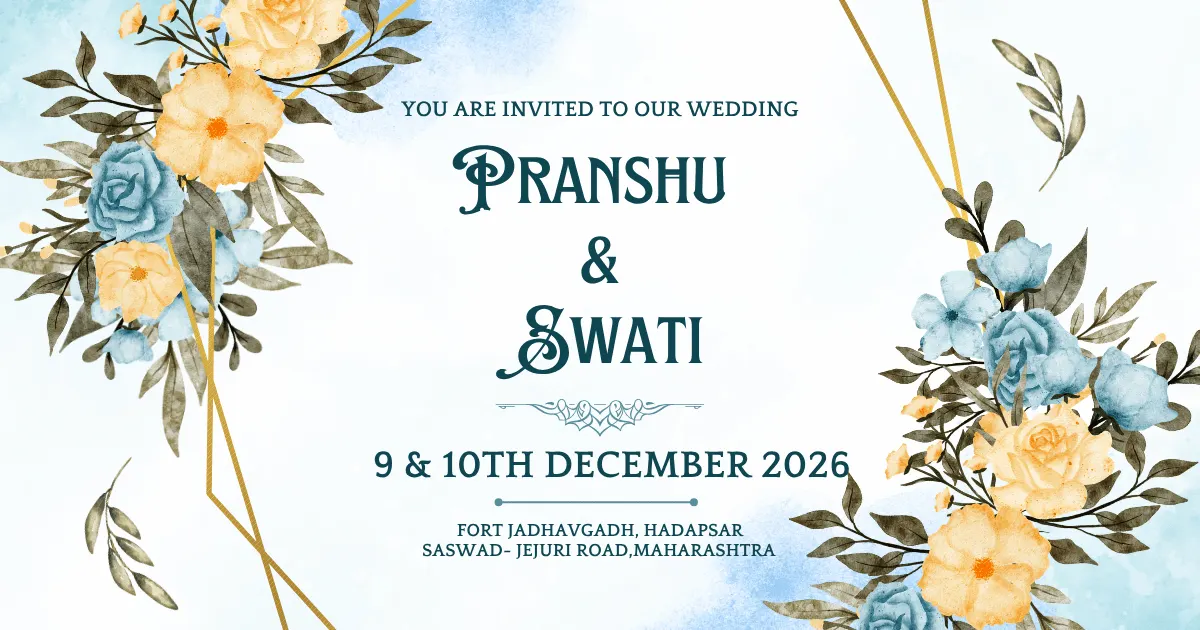 YOU ARE INVITED TO OUR WEDDING
PRANSHU
&
SWATI
9 & 10TH DECEMBER 2026
FORT JADHAVGADH, HADAPSAR
SASWAD- JEJURI ROAD,MAHARASHTRA